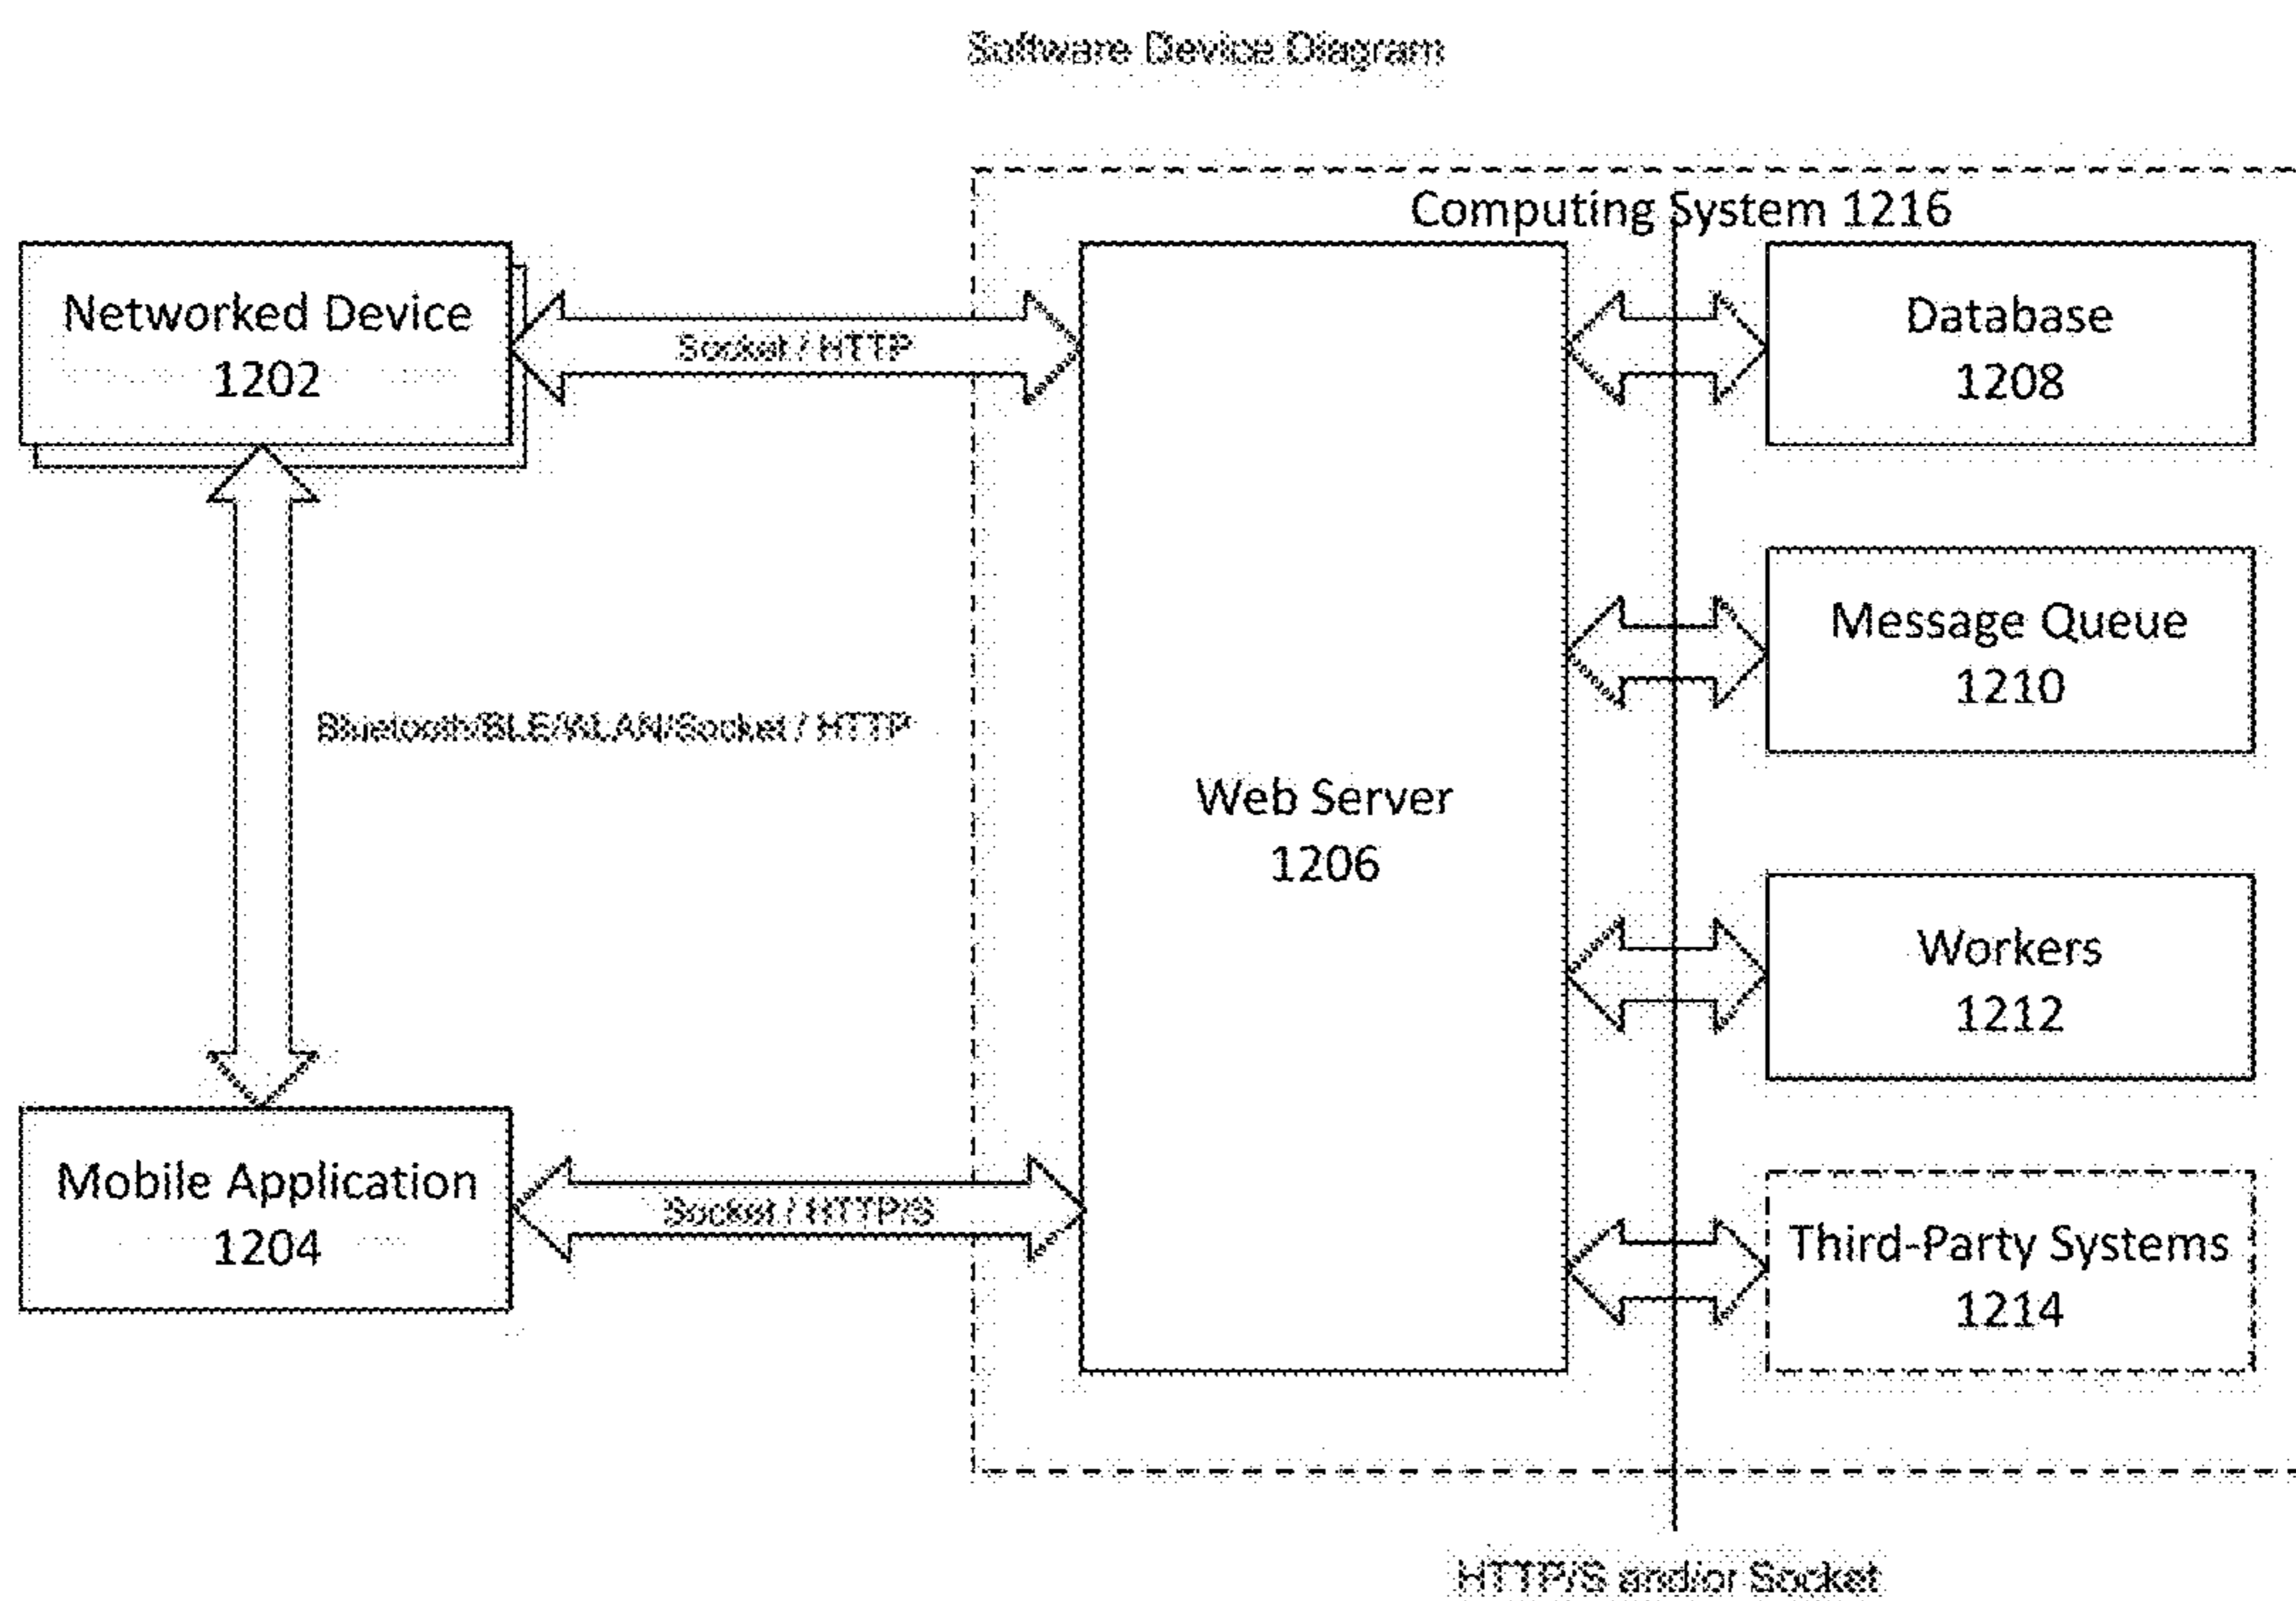 Software Device Diagram
Computing System 1216
Networked Device
1202
Socket / HTTP
Database
1208
Message Queue
1210
Bluetooth/BLE/WLAN/Socket / HTTP
Web Server
1206
Workers
1212
Mobile Application
1204
Socket / HTTP/S
Third-Party Systems
1214
HTTP/S and/or Socket